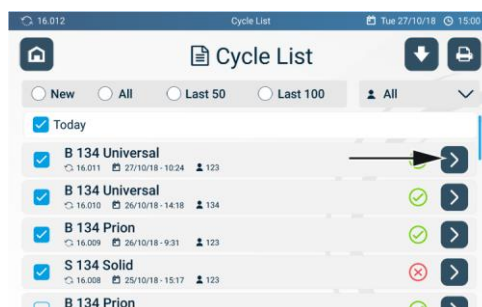 16.012 Cycle List Tue 27/10/18 15:00
Cycle List
New All Last 50 Last 100 All
Today
B 134 Universal
16.011 27/10/18 - 10:24 123
B 134 Universal
16.010 26/10/18 - 14:18 134
B 134 Prion
16.009 26/10/18 - 9:31 123
S 134 Solid
16.008 25/10/18 - 15:17 123
B 134 Prion